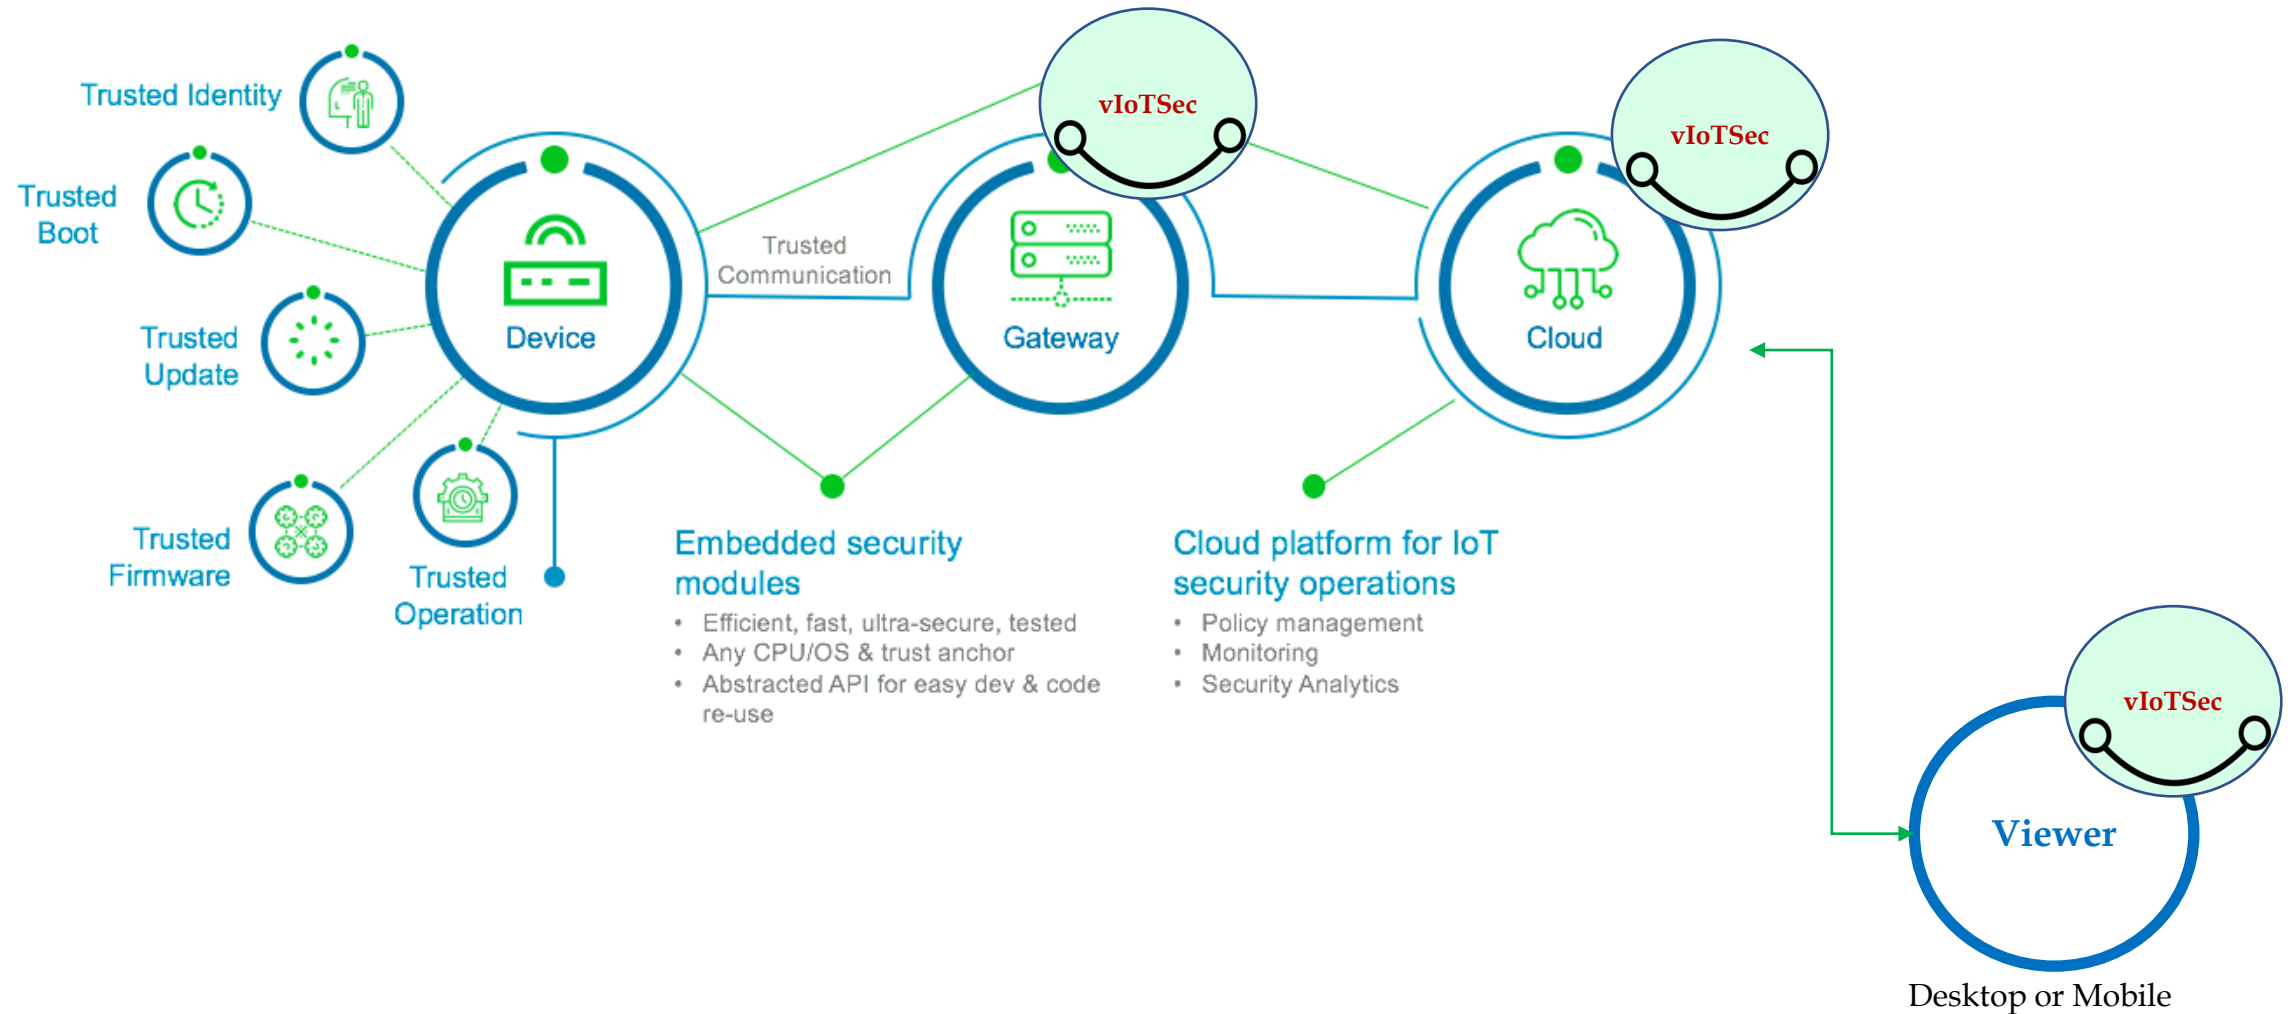 Trusted Identity
Trusted
Boot
Trusted
Update
Trusted
Firmware
Trusted
Operation
Device
Trusted
Communication
vIoTSec
Gateway
vIoTSec
Cloud
Embedded security
modules
• Efficient, fast, ultra-secure, tested
• Any CPU/OS & trust anchor
• Abstracted API for easy dev & code
re-use
Cloud platform for IoT
security operations
• Policy management
• Monitoring
• Security Analytics
vIoTSec
Viewer
Desktop or Mobile